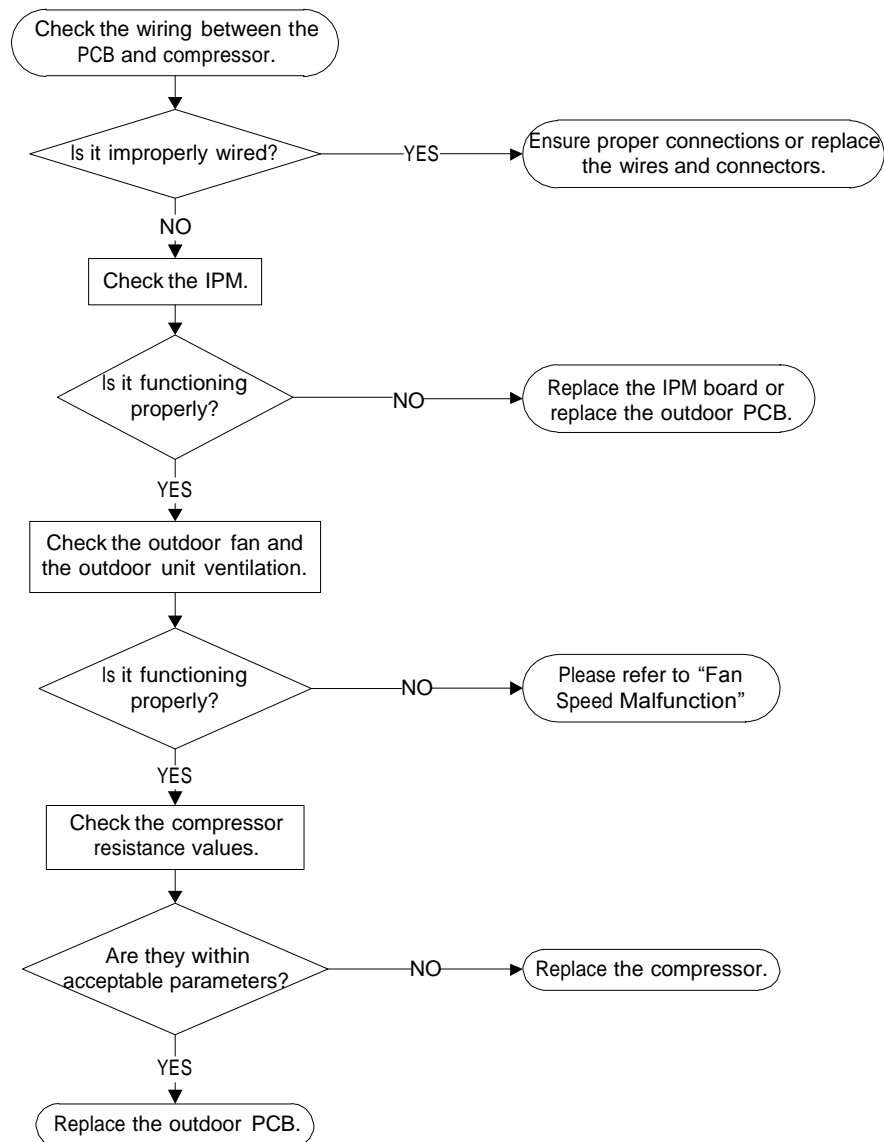 Check the wiring between the
PCB and compressor.
Is it improperly wired?
YES
Ensure proper connections or replace
the wires and connectors.
NO
Check the IPM.
Is it functioning
properly?
NO
Replace the IPM board or
replace the outdoor PCB.
YES
Check the outdoor fan and
the outdoor unit ventilation.
Is it functioning
properly?
NO
Please refer to “Fan
Speed Malfunction”
YES
Check the compressor
resistance values.
Are they within
acceptable parameters?
NO
Replace the compressor.
YES
Replace the outdoor PCB.